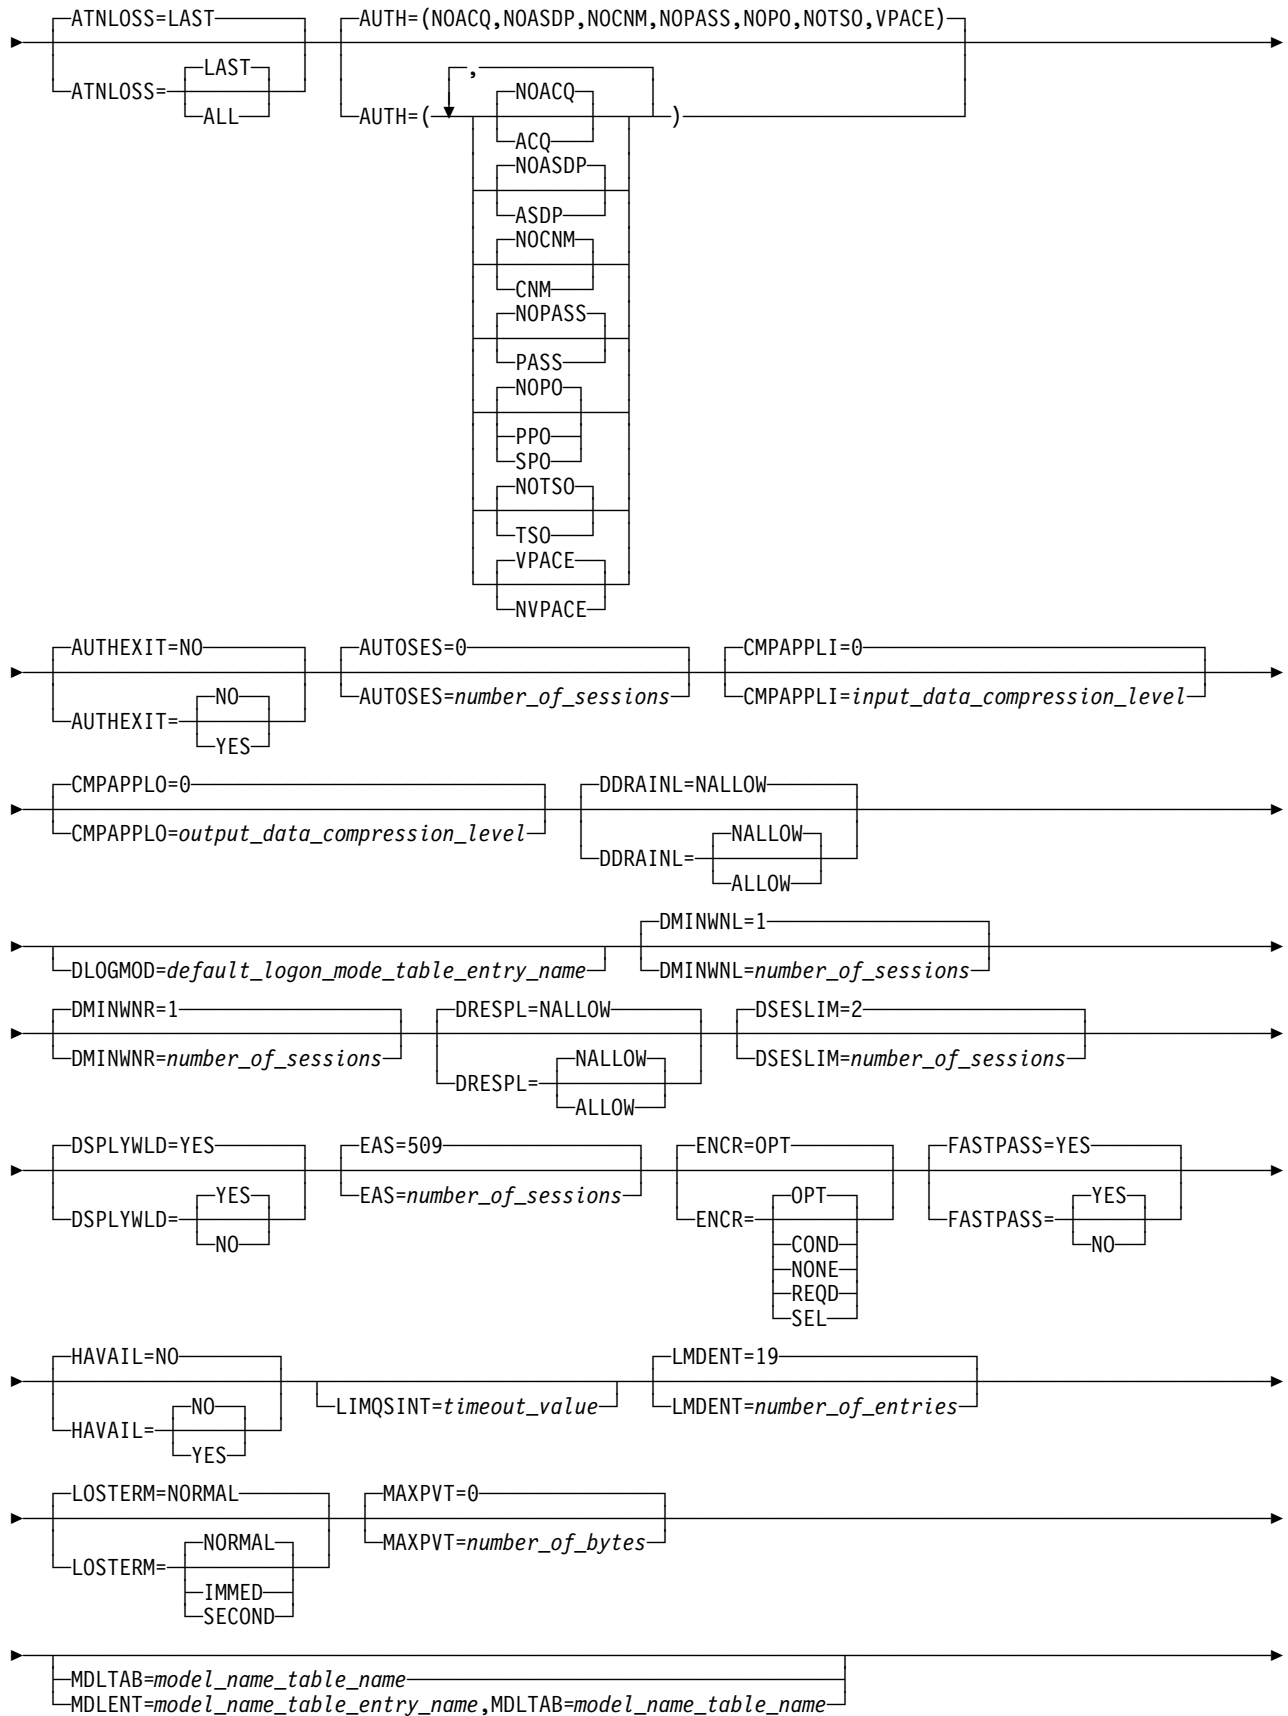 ATNLOSS=LAST AUTH=(NOACQ,NOASDP,NOCNM,NOPASS,NOPO,NOTSO,VPACE)
ATNLOSS= LAST ALL
AUTH=( , )
NOACQ
ACQ
NOASDP
ASDP
NOCNM
CNM
NOPASS
PASS
NOPO
PPO
SPO
NOTSO
TSO
VPACE
NVPACE
AUTHEXIT=NO AUTOSES=0 CMPAPPLI=0
AUTHEXIT= NO YES
AUTOSES=number_of_sessions CMPAPPLI=input_data_compression_level
CMPAPPLO=0 DDRAINL=NALLOW
CMPAPPLO=output_data_compression_level
DDRAINL= NALLOW ALLOW
DMINWNL=1
DLOGMOD=default_logon_mode_table_entry_name DMINWNL=number_of_sessions
DMINWNR=1 DRESPL=NALLOW DSESLIM=2
DMINWNR=number_of_sessions
DRESPL= NALLOW ALLOW
DSESLIM=number_of_sessions
DSPLYWLD=YES EAS=509 ENCR=OPT FASTPASS=YES
DSPLYWLD= YES NO
EAS=number_of_sessions
ENCR= OPT COND NONE REQD SEL
FASTPASS= YES NO
HAVAIL=NO LMDENT=19
HAVAIL= NO YES
LIMQSINT=timeout_value LMDENT=number_of_entries
LOSTERM=NORMAL MAXPVT=0
LOSTERM= NORMAL IMMED SECOND
MAXPVT=number_of_bytes
MDLTAB=model_name_table_name
MDLENT=model_name_table_entry_name,MDLTAB=model_name_table_name